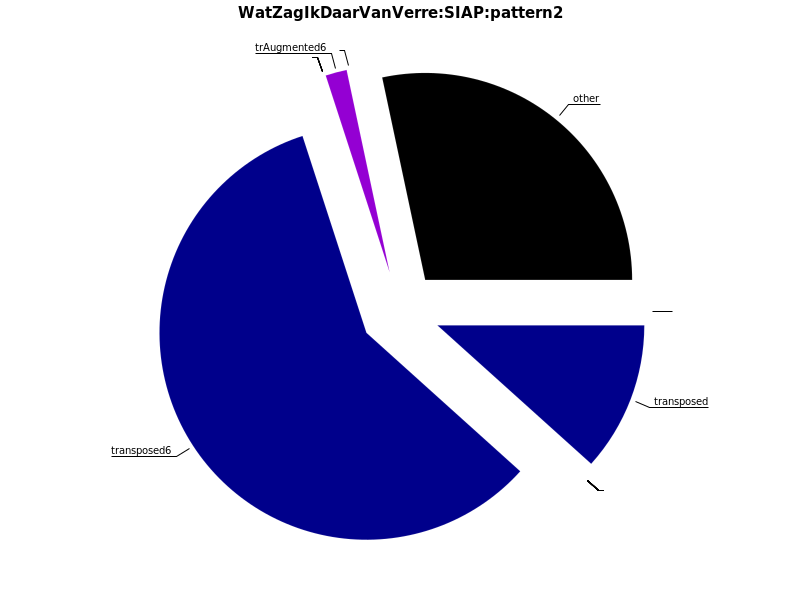 WatZagIkDaarVanVerre:SIAP:pattern2
trAugmented6
other
transposed
transposed6